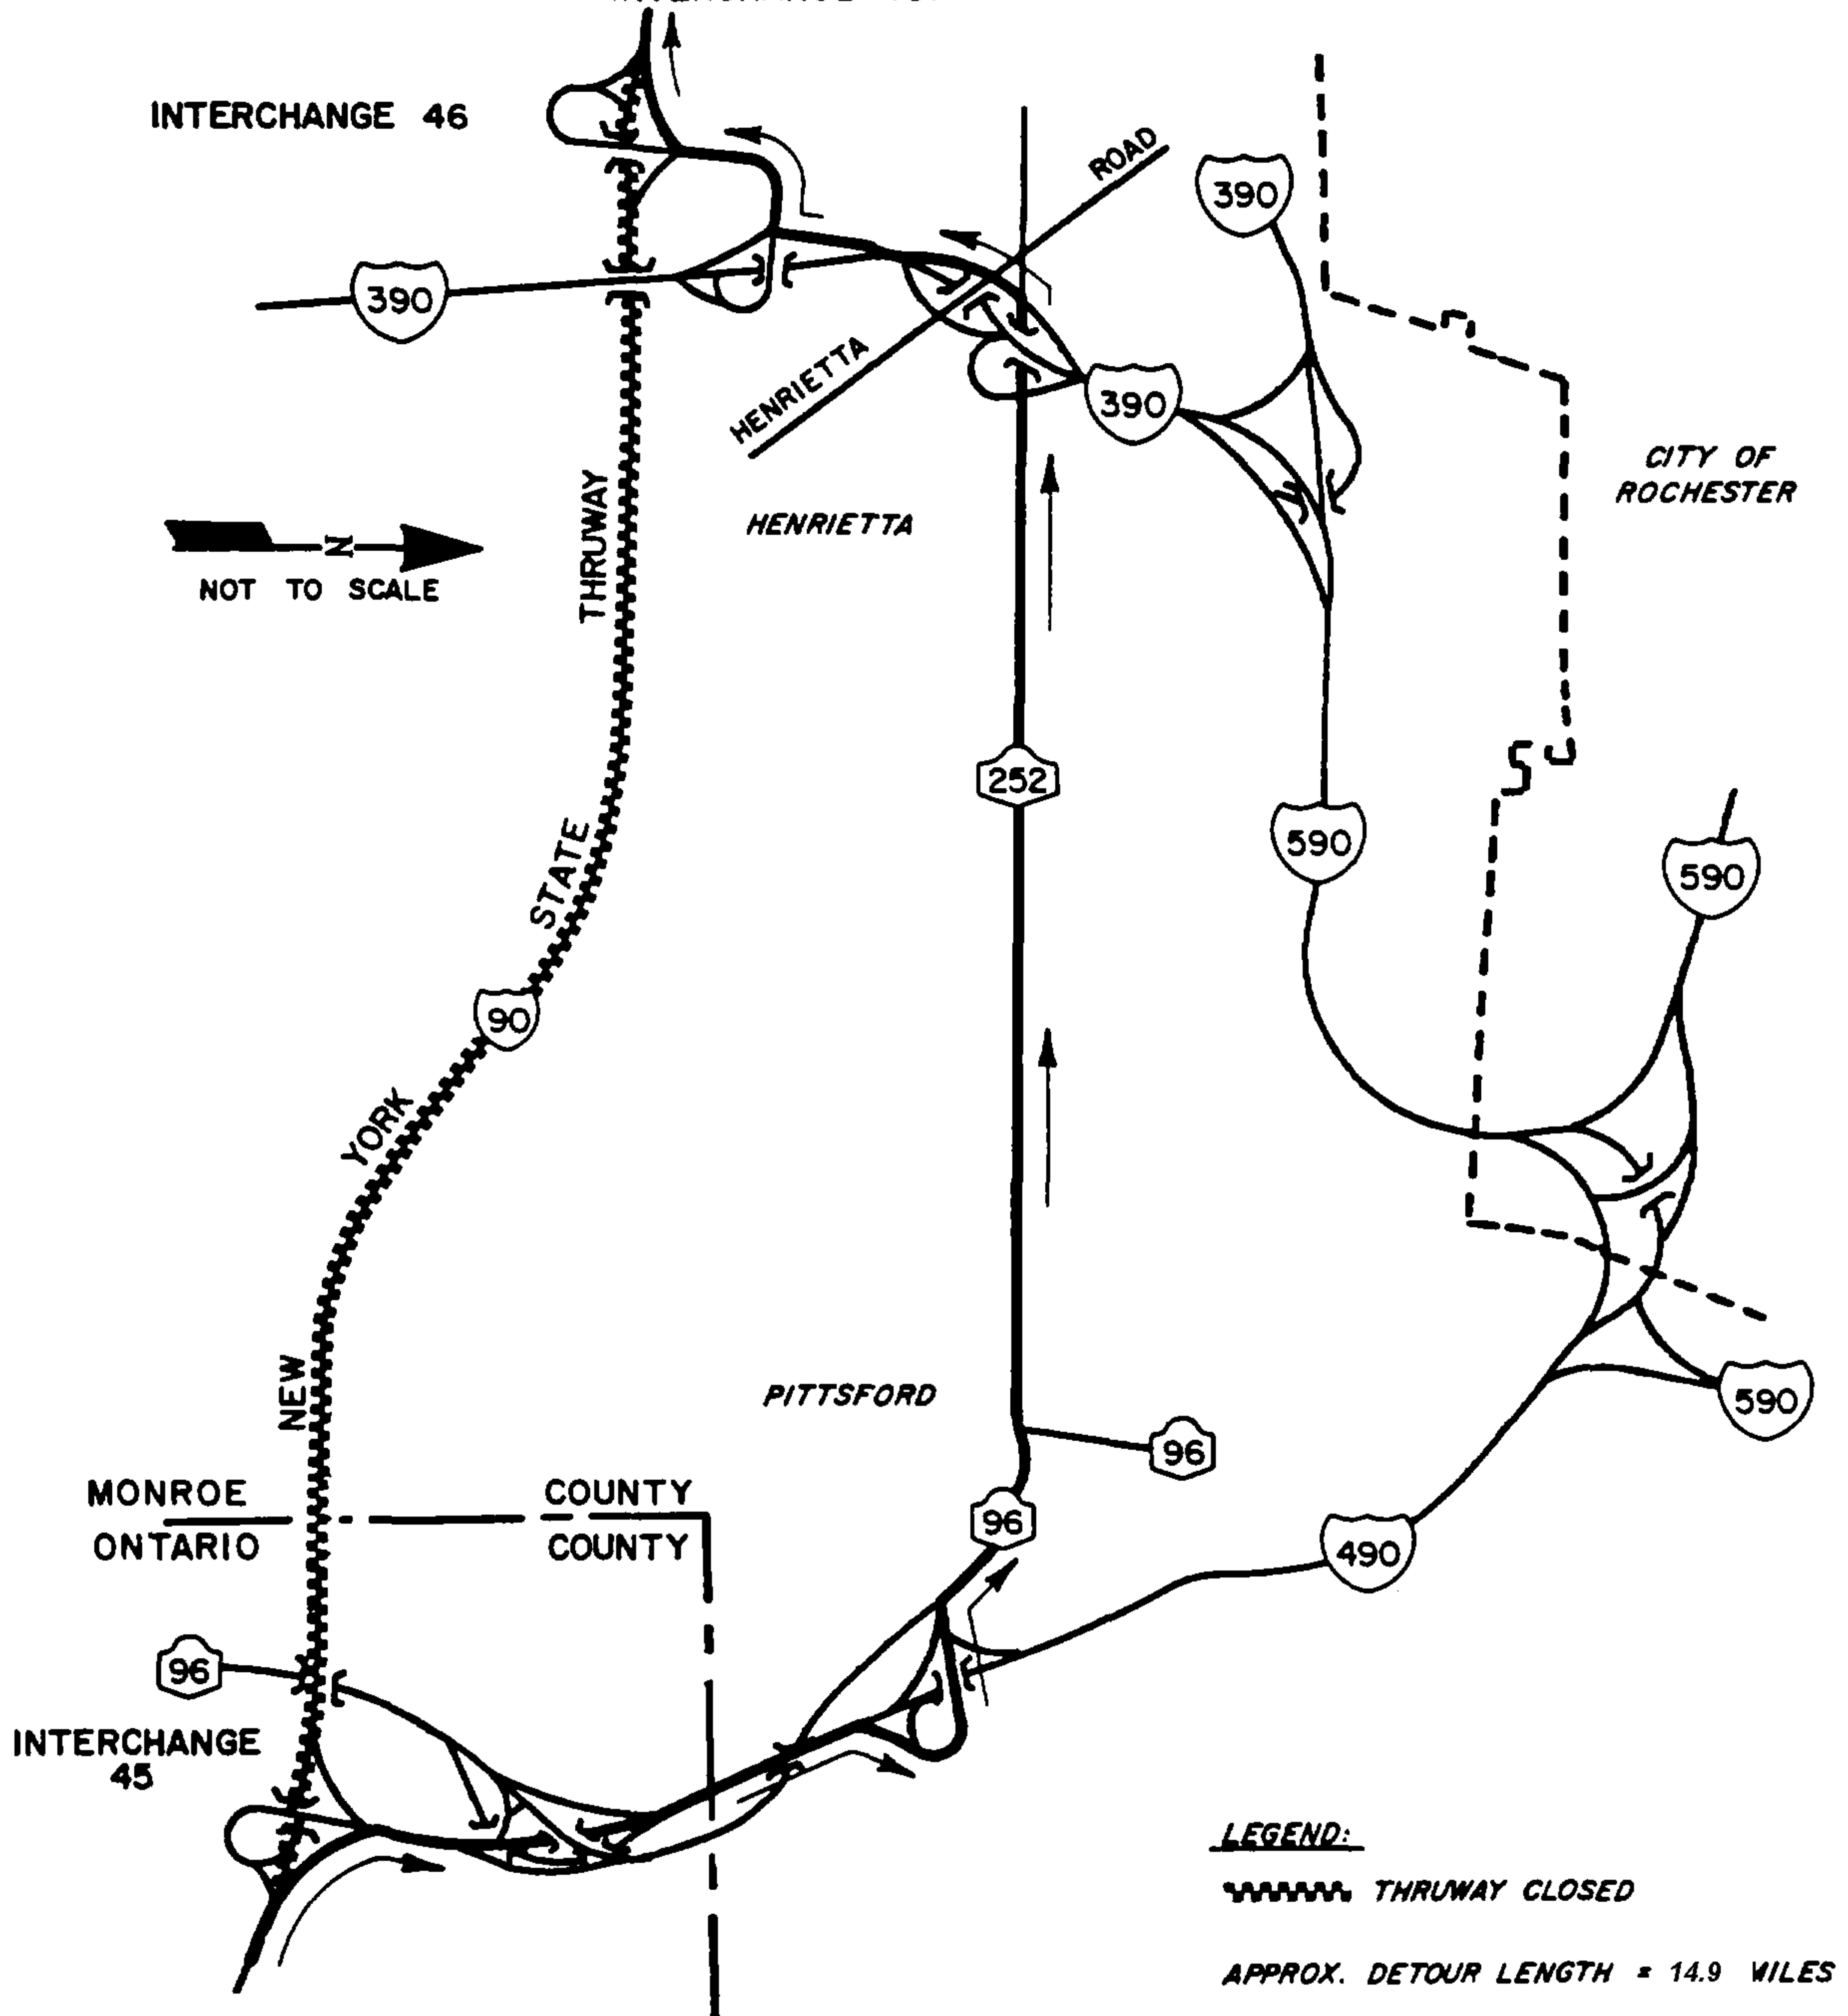 INTERCHANGE 46
ROAD
390
390
HENRIETTA
390
CITY OF
ROCHESTER
THRUWAY
HENRIETTA
N
NOT TO SCALE
252
STATE
590
590
90
YORK
NEW
PITTSFORD
590
96
MONROE COUNTY
ONTARIO COUNTY
96
490
96
INTERCHANGE
45
LEGEND:
THRUWAY CLOSED
APPROX. DETOUR LENGTH = 14.9 MILES